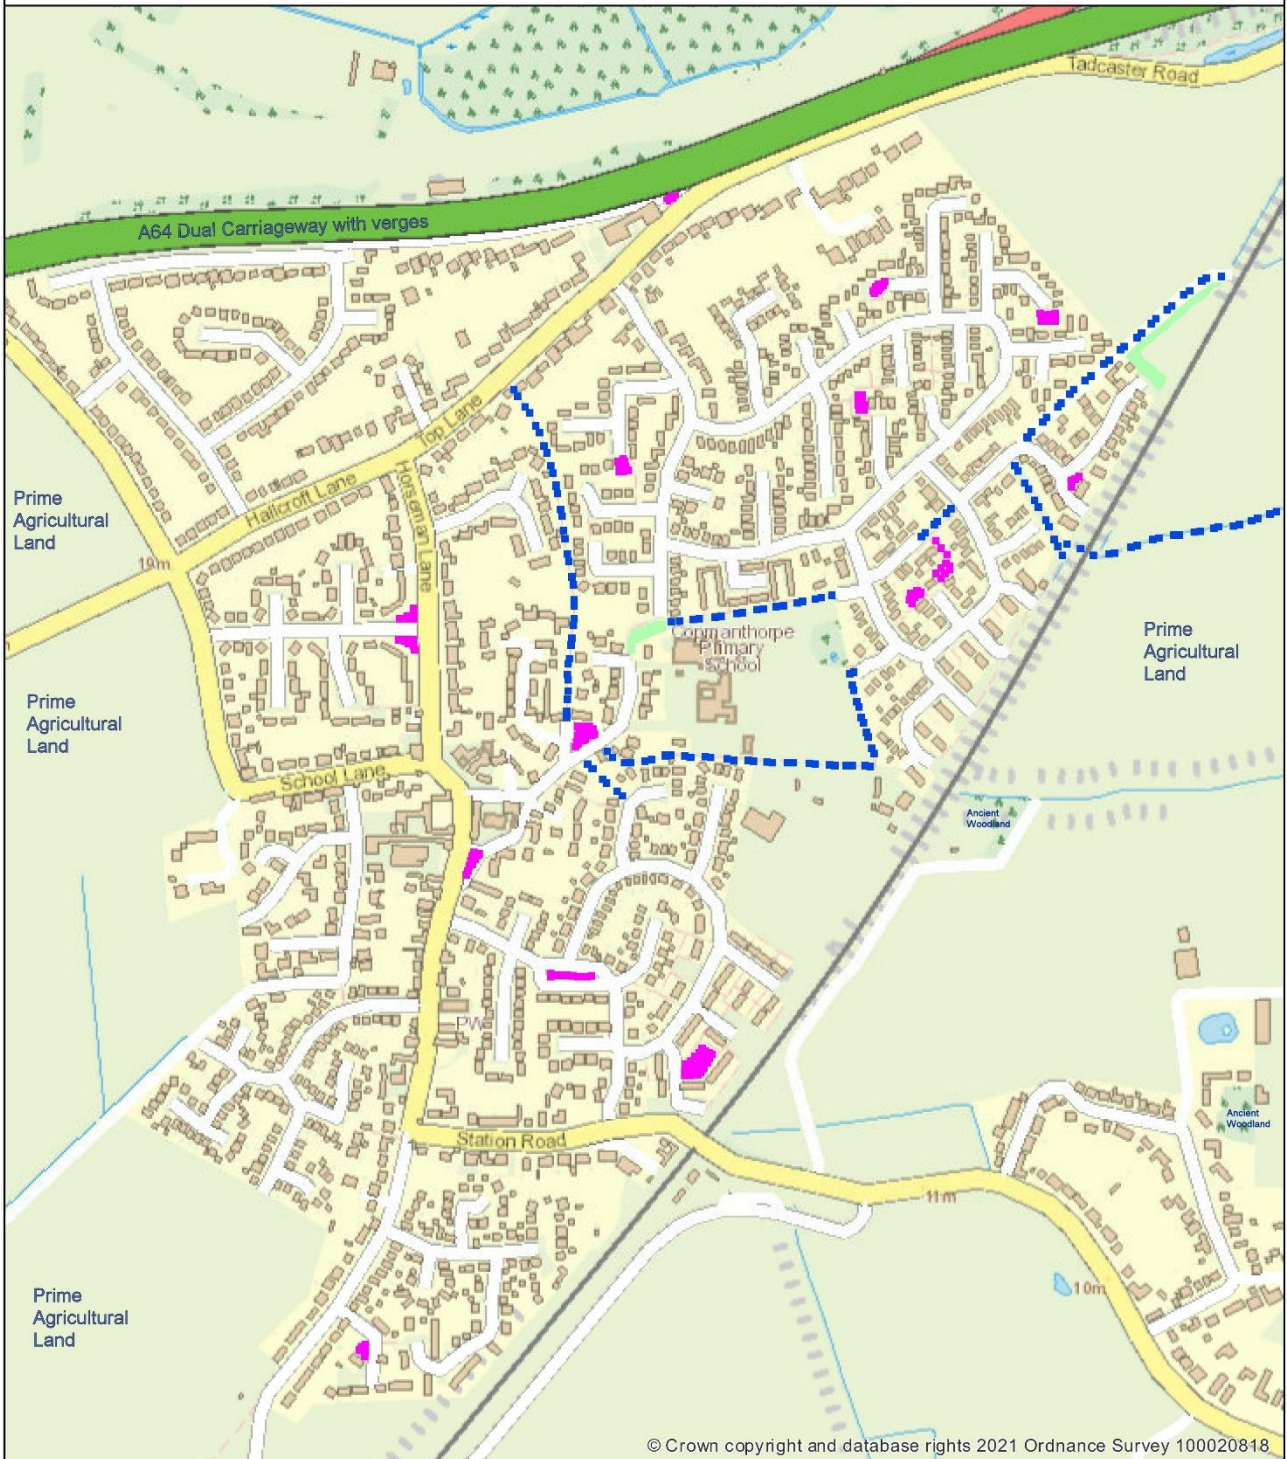 Tadcaster Road
A64 Dual Carriageway with verges
Top Lane
Hallcroft Lane
Horseman Lane
Prime
Agricultural
Land
19m
Copmanthorpe
Primary
School
Prime
Agricultural
Land
Prime
Agricultural
Land
School Lane
Ancient
Woodland
PW
Ancient
Woodland
Station Road
11m
10m
Prime
Agricultural
Land
© Crown copyright and database rights 2021 Ordnance Survey 100020818